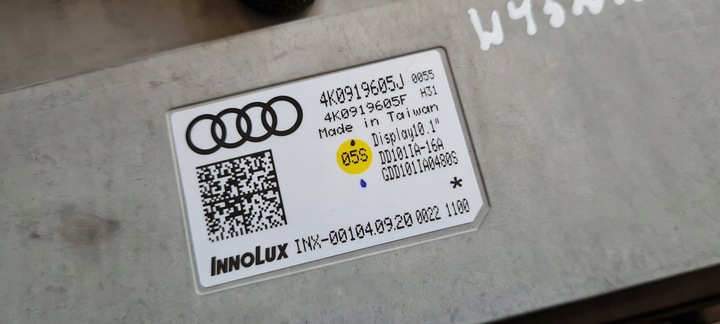 4K0919605J 0055
4K0919605F H31
Made in Taiwan
Display10.1"
05S DD101IA-16A
GDD101IA0480S
*
INNOLUX INX-00104.09.20 0022 1100